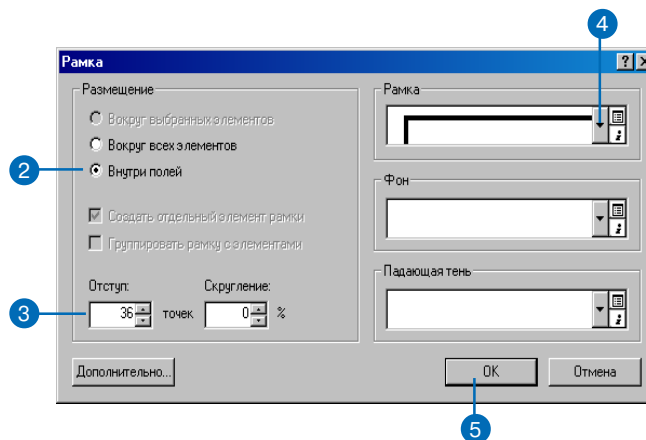 4
Рамка
Размещение
Вокруг выбранных элементов
Вокруг всех элементов
2
Внутри полей
Создать отдельный элемент рамки
Группировать рамку с элементами
Отступ: Скругление:
3
36 точек 0 %
Рамка
Фон
Падающая тень
Дополнительно...
OK
Отмена
5